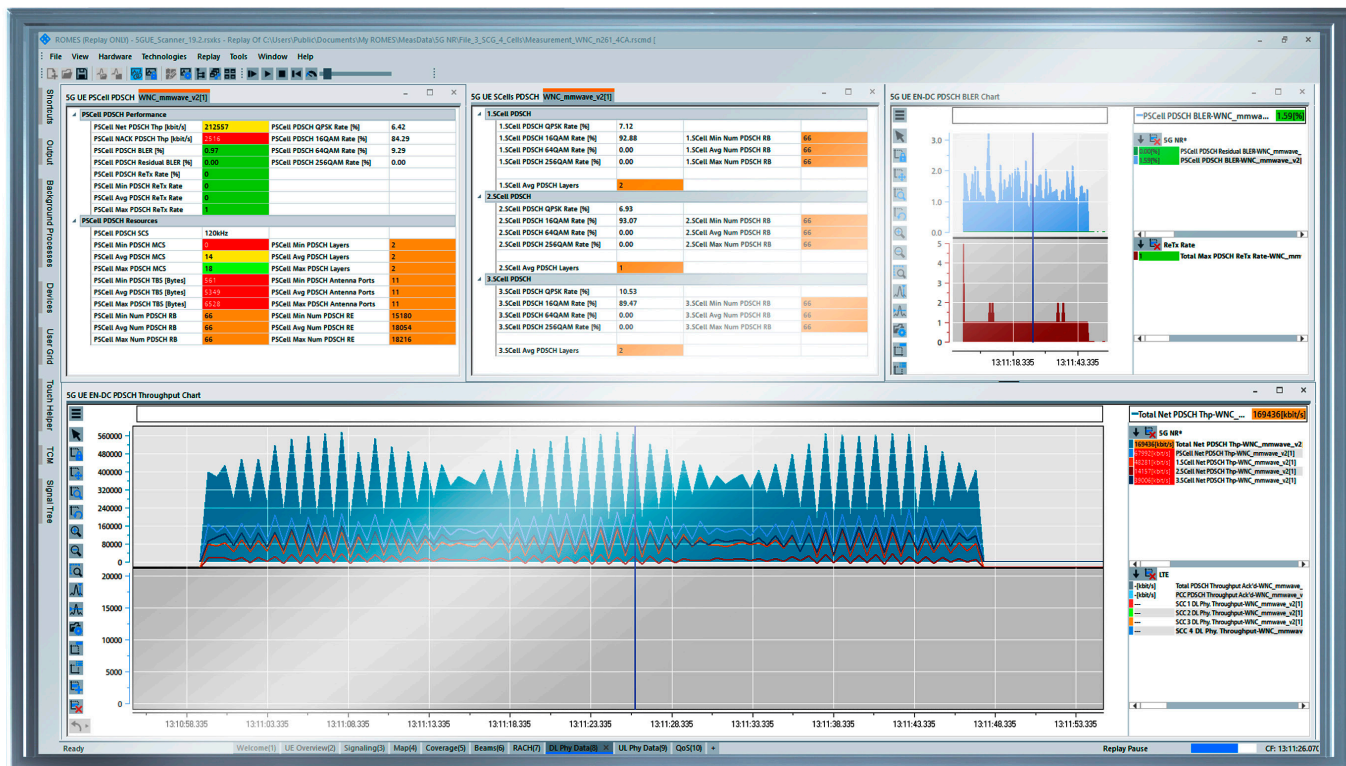 ROMES (Replay ONLY) - 5GUE_Scanner_19.2.rsxks - Replay Of C:\Users\Public\Documents\My ROMES\MeasData\5G NR\File_3_SCG_4_Cells\Measurement_WNC_n261_4CA.rscmd [
File View Hardware Technologies Replay Tools Window Help
Shortcuts
Output
Background Processes
Devices
User Grid
Touch Helper
TCM
Signal Tree
5G UE PSCell PDSCH WNC_mmwave_v2[1]
PSCell PDSCH Performance
PSCell Net PDSCH Thp [kbit/s] 212557 PSCell PDSCH QPSK Rate [%] 6.42
PSCell NACK PDSCH Thp [kbit/s] 2516 PSCell PDSCH 16QAM Rate [%] 84.29
PSCell PDSCH BLER [%] 0.97 PSCell PDSCH 64QAM Rate [%] 9.29
PSCell PDSCH Residual BLER [%] 0.00 PSCell PDSCH 256QAM Rate [%] 0.00
PSCell PDSCH ReTx Rate [%] 0
PSCell Min PDSCH ReTx Rate 0
PSCell Avg PDSCH ReTx Rate 0
PSCell Max PDSCH ReTx Rate 1
PSCell PDSCH Resources
PSCell PDSCH SCS 120kHz
PSCell Min PDSCH MCS 0 PSCell Min PDSCH Layers 2
PSCell Avg PDSCH MCS 14 PSCell Avg PDSCH Layers 2
PSCell Max PDSCH MCS 18 PSCell Max PDSCH Layers 2
PSCell Min PDSCH TBS [Bytes] 561 PSCell Min PDSCH Antenna Ports 11
PSCell Avg PDSCH TBS [Bytes] 5349 PSCell Avg PDSCH Antenna Ports 11
PSCell Max PDSCH TBS [Bytes] 6528 PSCell Max PDSCH Antenna Ports 11
PSCell Min Num PDSCH RB 66 PSCell Min Num PDSCH RE 15180
PSCell Avg Num PDSCH RB 66 PSCell Avg Num PDSCH RE 18054
PSCell Max Num PDSCH RB 66 PSCell Max Num PDSCH RE 18216
5G UE SCells PDSCH WNC_mmwave_v2[1]
1.SCell PDSCH
1.SCell PDSCH QPSK Rate [%] 7.12
1.SCell PDSCH 16QAM Rate [%] 92.88 1.SCell Min Num PDSCH RB 66
1.SCell PDSCH 64QAM Rate [%] 0.00 1.SCell Avg Num PDSCH RB 66
1.SCell PDSCH 256QAM Rate [%] 0.00 1.SCell Max Num PDSCH RB 66
1.SCell Avg PDSCH Layers 2
2.SCell PDSCH
2.SCell PDSCH QPSK Rate [%] 6.93
2.SCell PDSCH 16QAM Rate [%] 93.07 2.SCell Min Num PDSCH RB 66
2.SCell PDSCH 64QAM Rate [%] 0.00 2.SCell Avg Num PDSCH RB 66
2.SCell PDSCH 256QAM Rate [%] 0.00 2.SCell Max Num PDSCH RB 66
2.SCell Avg PDSCH Layers 1
3.SCell PDSCH
3.SCell PDSCH QPSK Rate [%] 10.53
3.SCell PDSCH 16QAM Rate [%] 89.47 3.SCell Min Num PDSCH RB 66
3.SCell PDSCH 64QAM Rate [%] 0.00 3.SCell Avg Num PDSCH RB 66
3.SCell PDSCH 256QAM Rate [%] 0.00 3.SCell Max Num PDSCH RB 66
3.SCell Avg PDSCH Layers 2
5G UE EN-DC PDSCH BLER Chart
PSCell PDSCH BLER-WNC_mmwa... 1.59[%]
5G NR*
0.00[%] PSCell PDSCH Residual BLER-WNC_mmwave_
1.59[%] PSCell PDSCH BLER-WNC_mmwave_v2[
3.0
2.0
1.0
0.0
ReTx Rate
1 Total Max PDSCH ReTx Rate-WNC_mm
5
4
3
2
1
0
13:11:18.335 13:11:43.335
5G UE EN-DC PDSCH Throughput Chart
Total Net PDSCH Thp-WNC_... 169436[kbit/s]
5G NR*
169436[kbit/s] Total Net PDSCH Thp-WNC_mmwave_v2
67992[kbit/s] PSCell Net PDSCH Thp-WNC_mmwave_v2[1]
48281[kbit/s] 1.SCell Net PDSCH Thp-WNC_mmwave_v2[1]
14157[kbit/s] 2.SCell Net PDSCH Thp-WNC_mmwave_v2[1]
39006[kbit/s] 3.SCell Net PDSCH Thp-WNC_mmwave_v2[1]
560000
480000
400000
320000
240000
160000
80000
0
LTE
-[kbit/s] Total PDSCH Throughput Ack'd-WNC_mmwave_
-[kbit/s] PCC PDSCH Throughput Ack'd-WNC_mmwave_v
--- SCC 1 DL Phy. Throughput-WNC_mmwave_v2[1]
--- SCC 2 DL Phy. Throughput-WNC_mmwave_v2[1]
--- SCC 3 DL Phy. Throughput-WNC_mmwave_v2[1]
--- SCC 4 DL Phy. Throughput-WNC_mmwav
20000
15000
10000
5000
0
13:10:58.335 13:11:03.335 13:11:08.335 13:11:13.335 13:11:18.335 13:11:23.335 13:11:28.335 13:11:33.335 13:11:38.335 13:11:43.335 13:11:48.335 13:11:53.335
Ready Welcome(1) UE Overview(2) Signaling(3) Map(4) Coverage(5) Beams(6) RACH(7) DL Phy Data(8) × UL Phy Data(9) QoS(10) + Replay Pause CF: 13:11:26.070